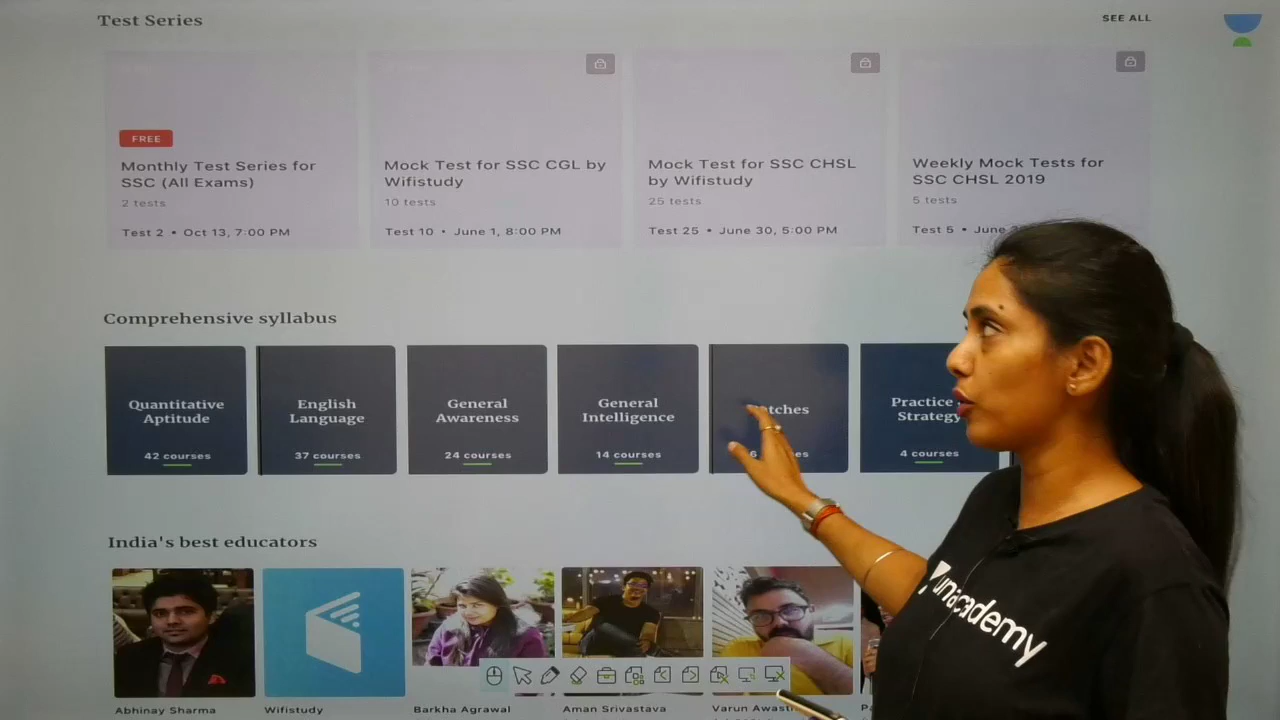 Test Series
SEE ALL
FREE
Monthly Test Series for
SSC (All Exams)
2 tests
Test 2 • Oct 13, 7:00 PM
Mock Test for SSC CGL by
Wifistudy
10 tests
Test 10 • June 1, 8:00 PM
Mock Test for SSC CHSL
by Wifistudy
25 tests
Test 25 • June 30, 5:00 PM
Weekly Mock Tests for
SSC CHSL 2019
5 tests
Test 5 •
Comprehensive syllabus
Quantitative
Aptitude
42 courses
English
Language
37 courses
General
Awareness
24 courses
General
Intelligence
14 courses
Practice
Strategy
4 courses
India's best educators
Abhinay Sharma
Wifistudy
Barkha Agrawal
Aman Srivastava
Varun
unacademy